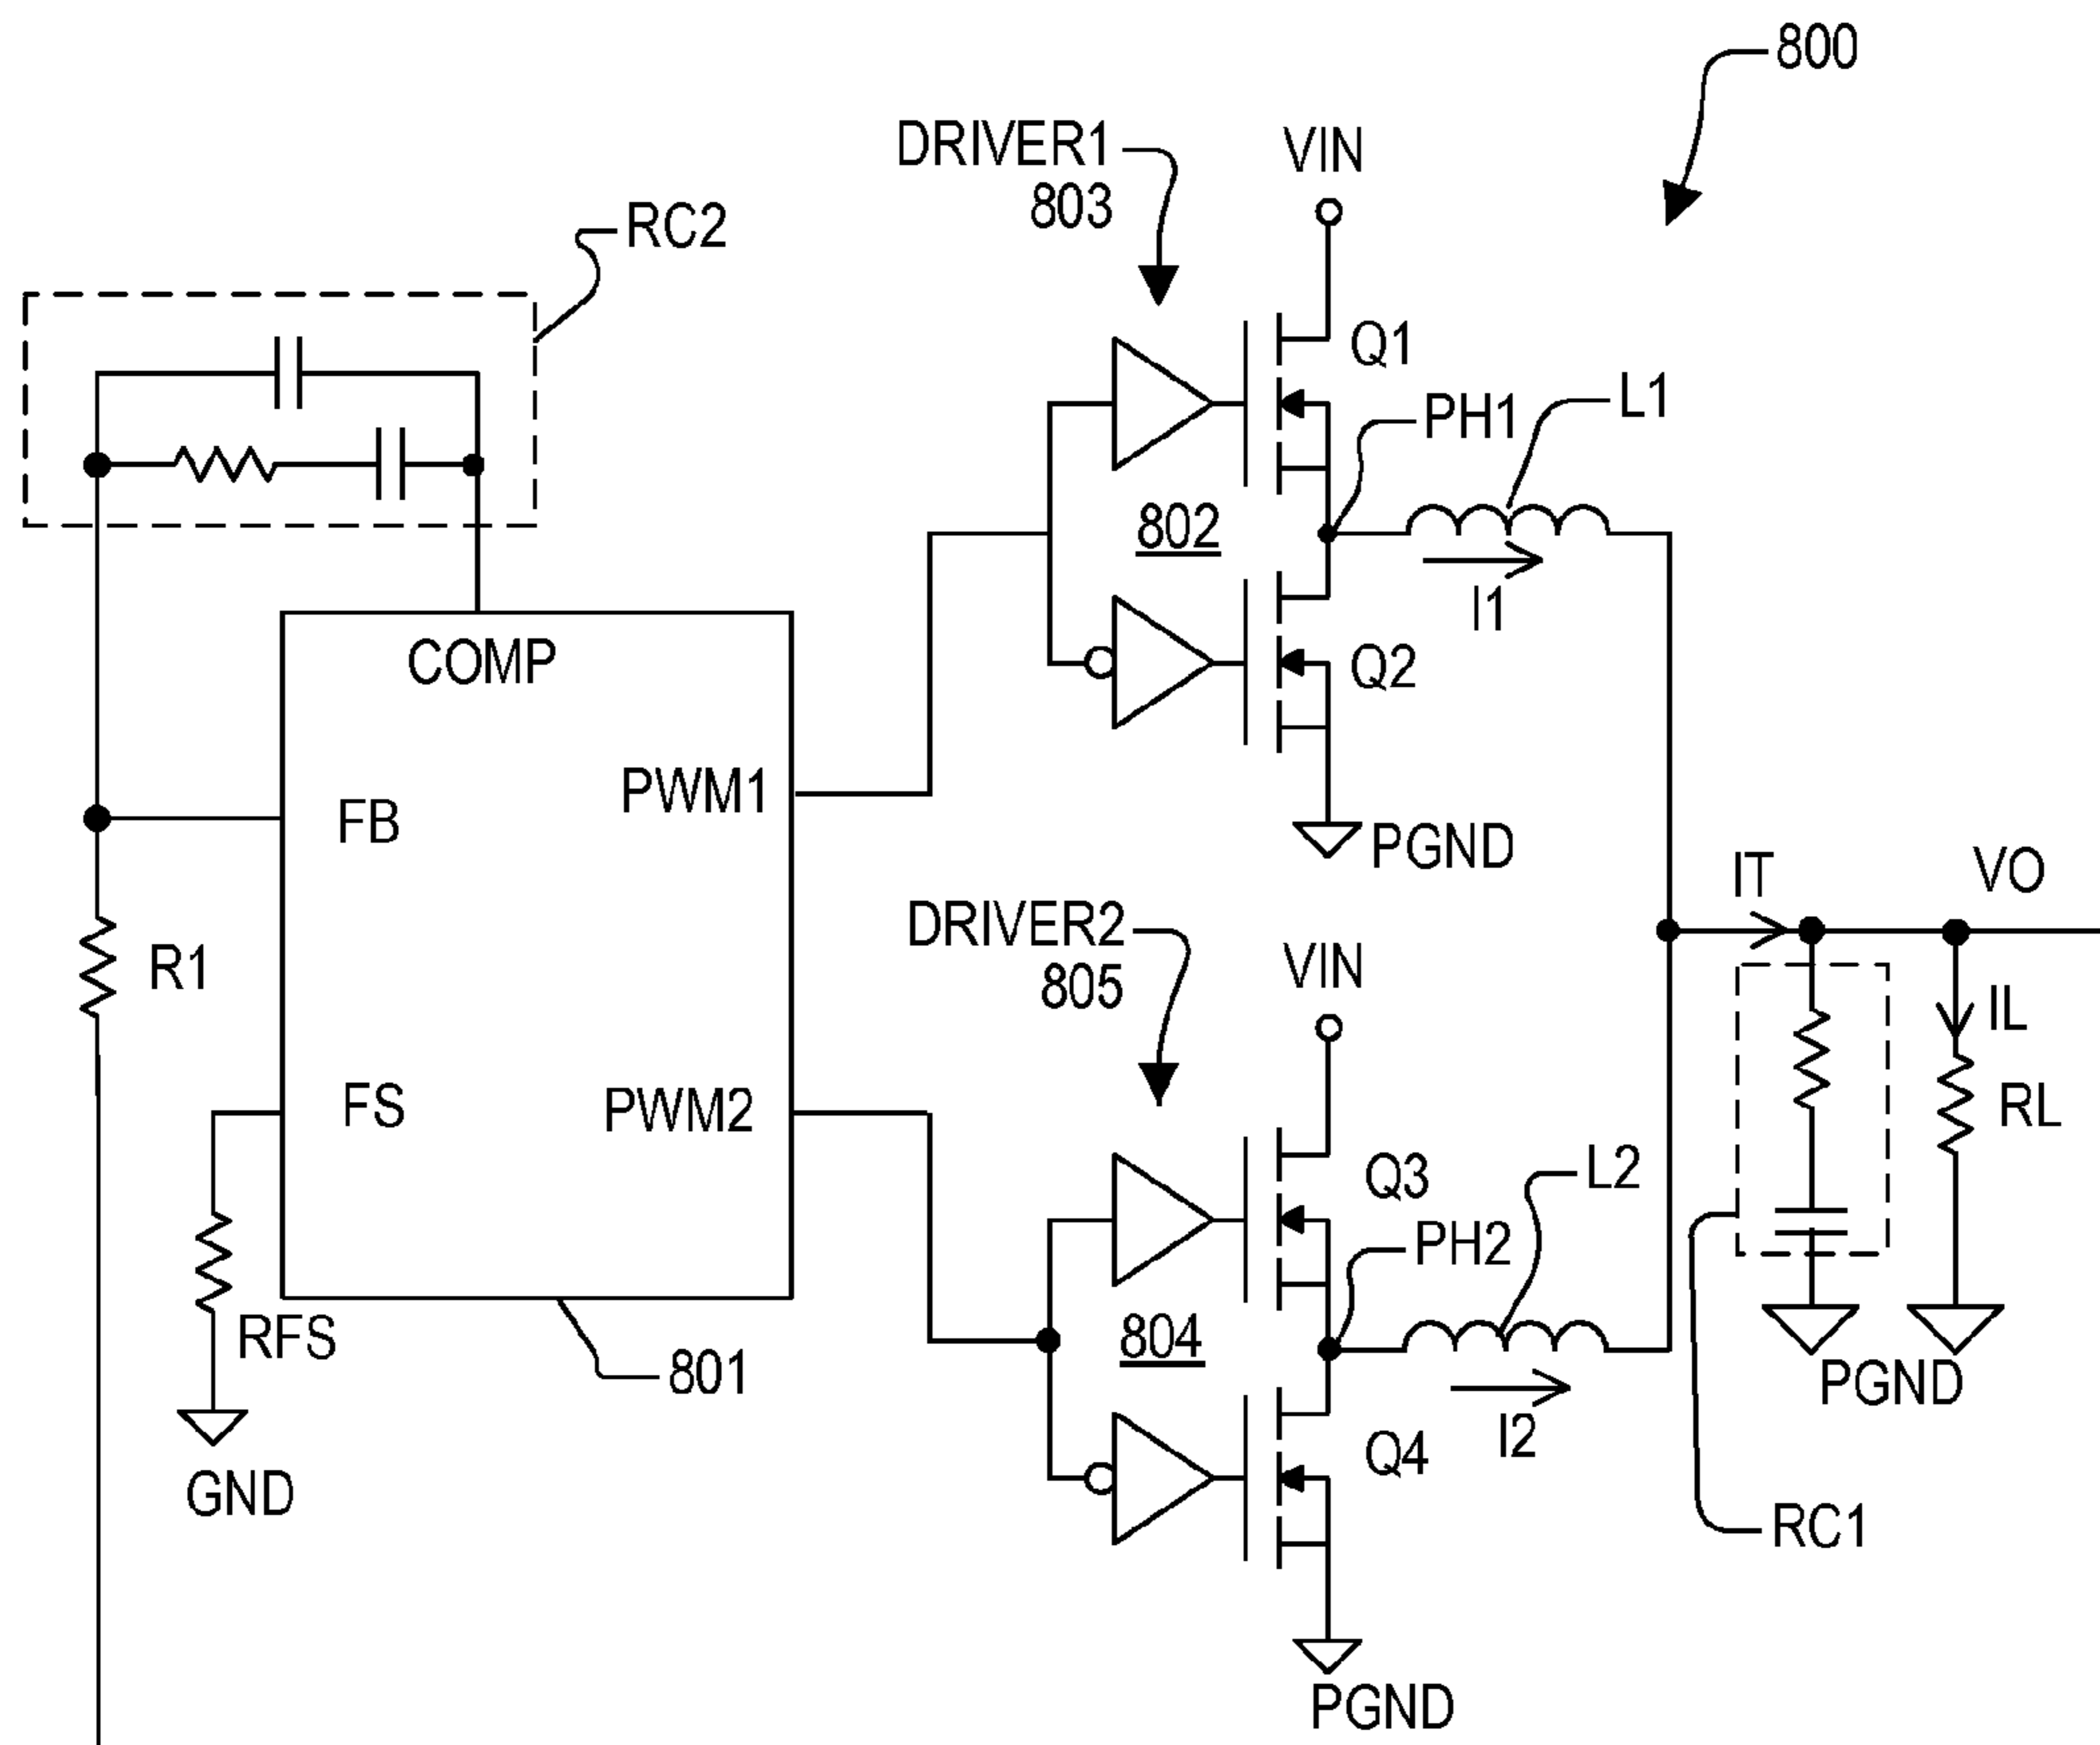 800
DRIVER1
803
VIN
RC2
Q1
L1
PH1
802
I1
COMP
Q2
PWM1
FB
PGND
IT
VO
DRIVER2
805
VIN
R1
IL
FS
PWM2
RL
Q3
L2
PH2
RFS
804
801
PGND
I2
Q4
GND
RC1
PGND